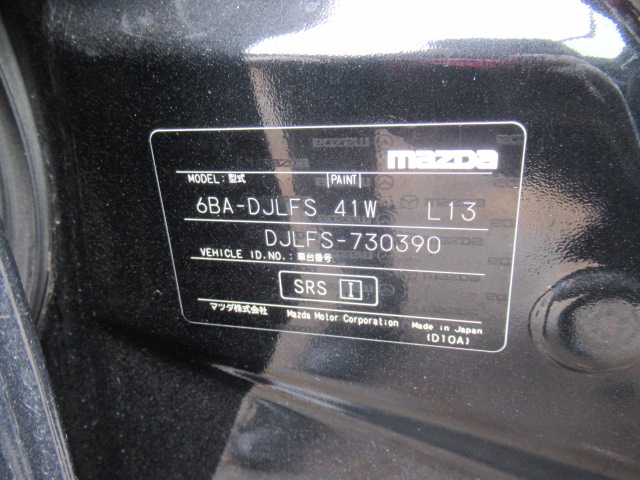 mazda
MODEL:型式 PAINT
6BA-DJLFS 41W L13
DJLFS-730390
VEHICLE ID.NO.:車台番号
SRS I
マツダ株式会社 Mazda Motor Corporation Made in Japan
(D10A)